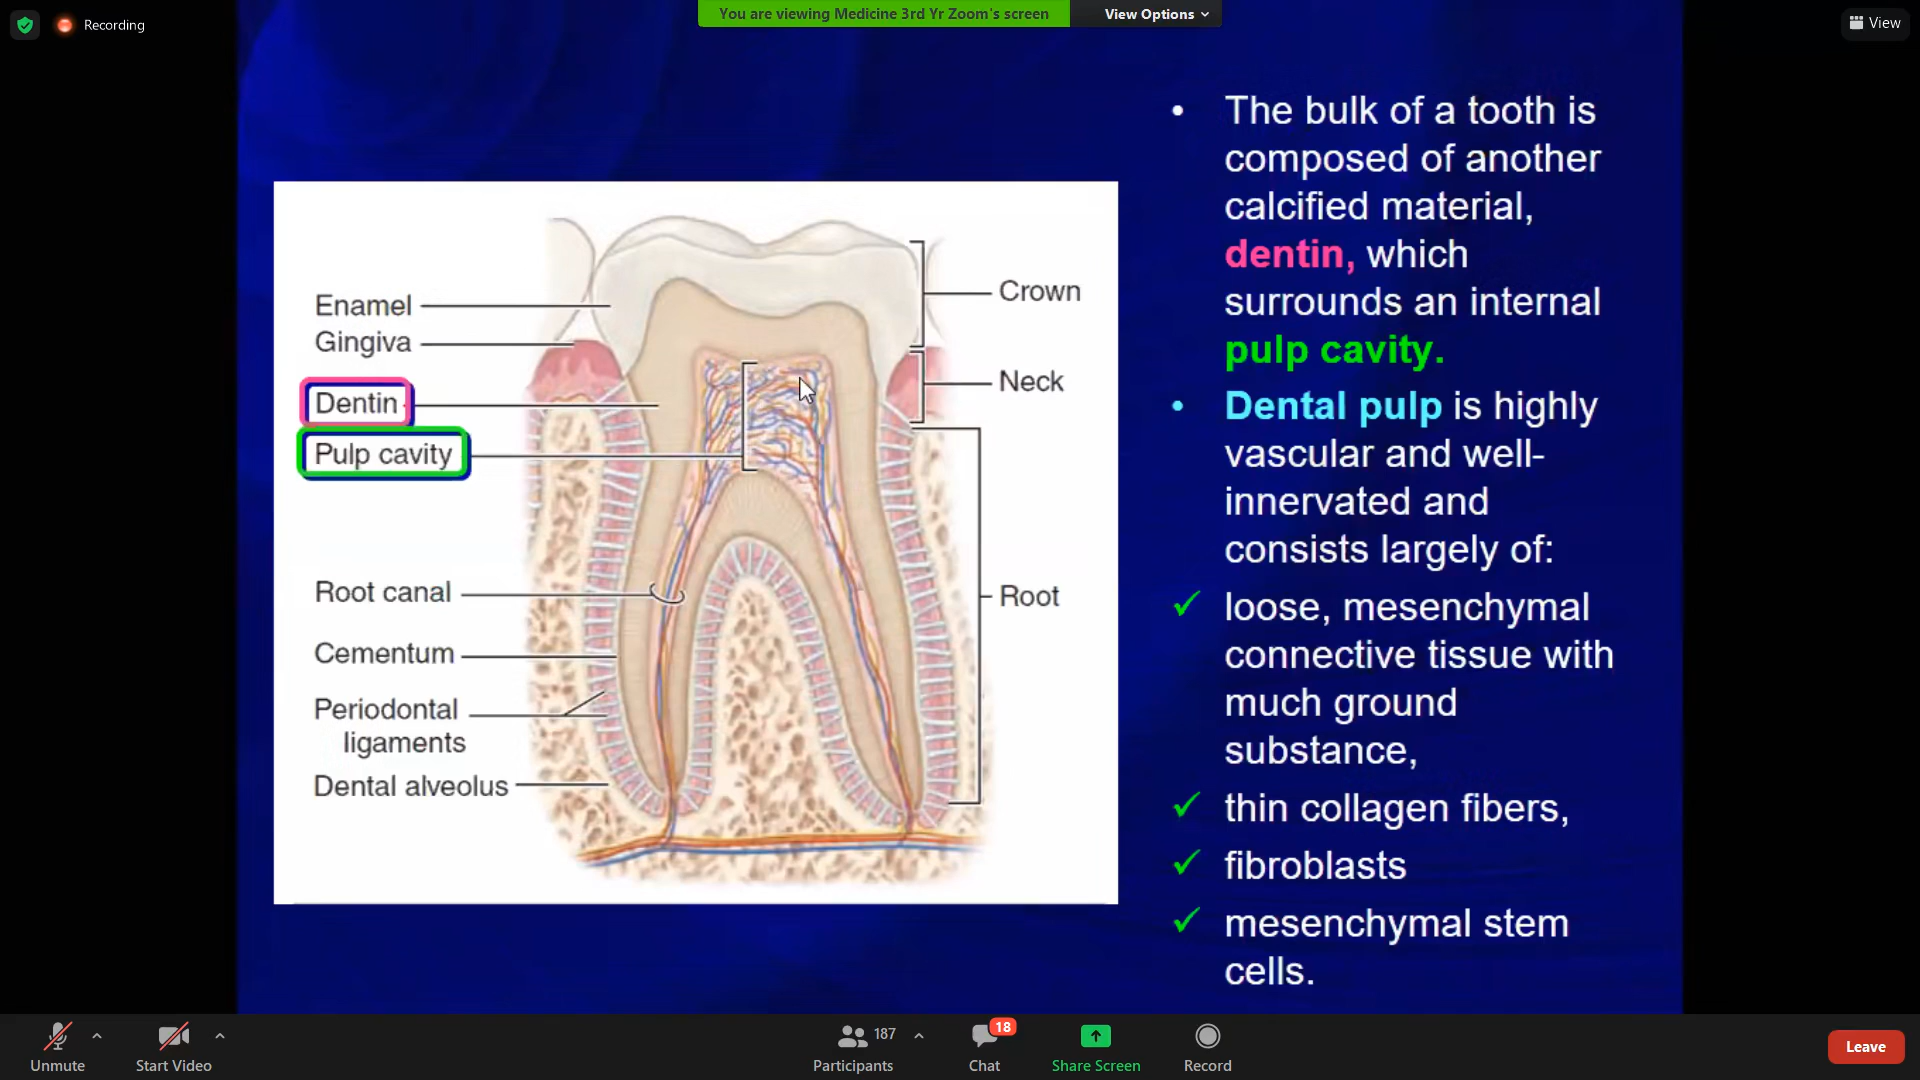 Recording
You are viewing Medicine 3rd Yr Zoom's screen
View Options
View
Enamel
Gingiva
Dentin
Pulp cavity
Root canal
Cementum
Periodontal
ligaments
Dental alveolus
Crown
Neck
Root
• The bulk of a tooth is
composed of another
calcified material,
dentin, which
surrounds an internal
pulp cavity.
• Dental pulp is highly
vascular and well-
innervated and
consists largely of:
✓ loose, mesenchymal
connective tissue with
much ground
substance,
✓ thin collagen fibers,
✓ fibroblasts
✓ mesenchymal stem
cells.
Unmute
Start Video
187
Participants
18
Chat
Share Screen
Record
Leave